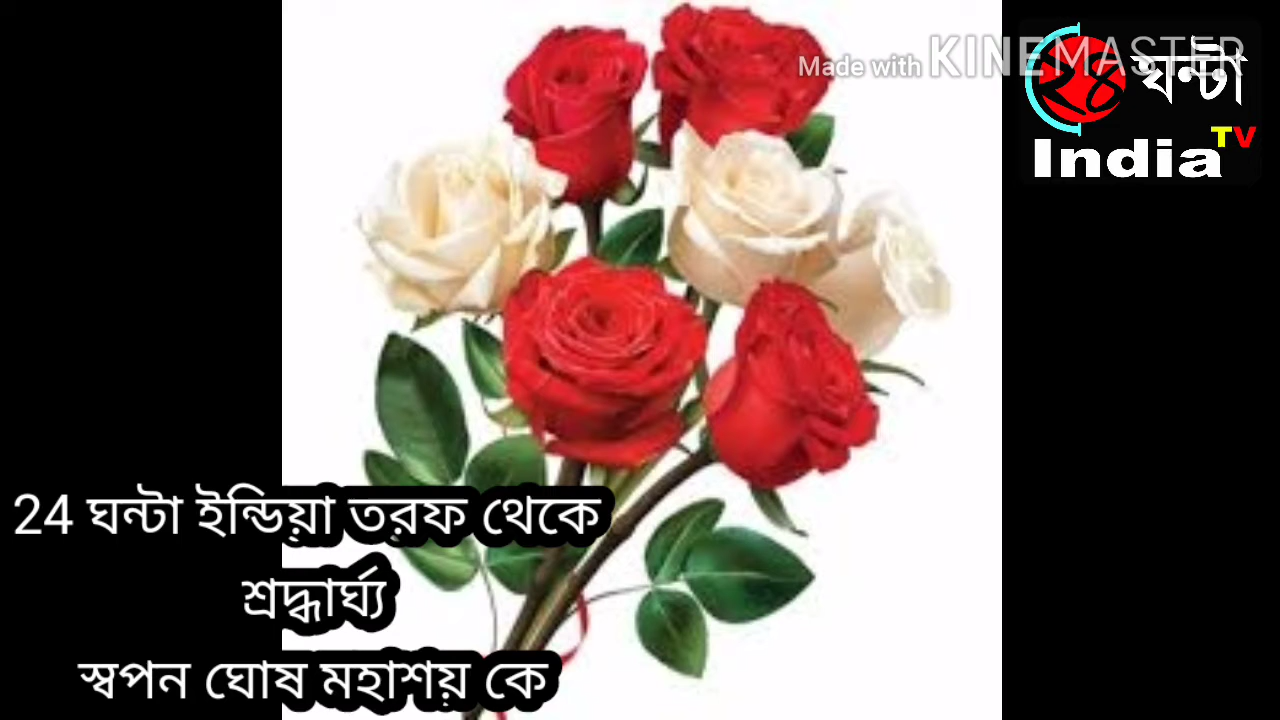 Made with KINEMASTER
২৪ ঘন্টা
India TV
24 ঘন্টা ইন্ডিয়া তরফ থেকে
শ্রদ্ধার্ঘ্য
স্বপন ঘোষ মহাশয় কে